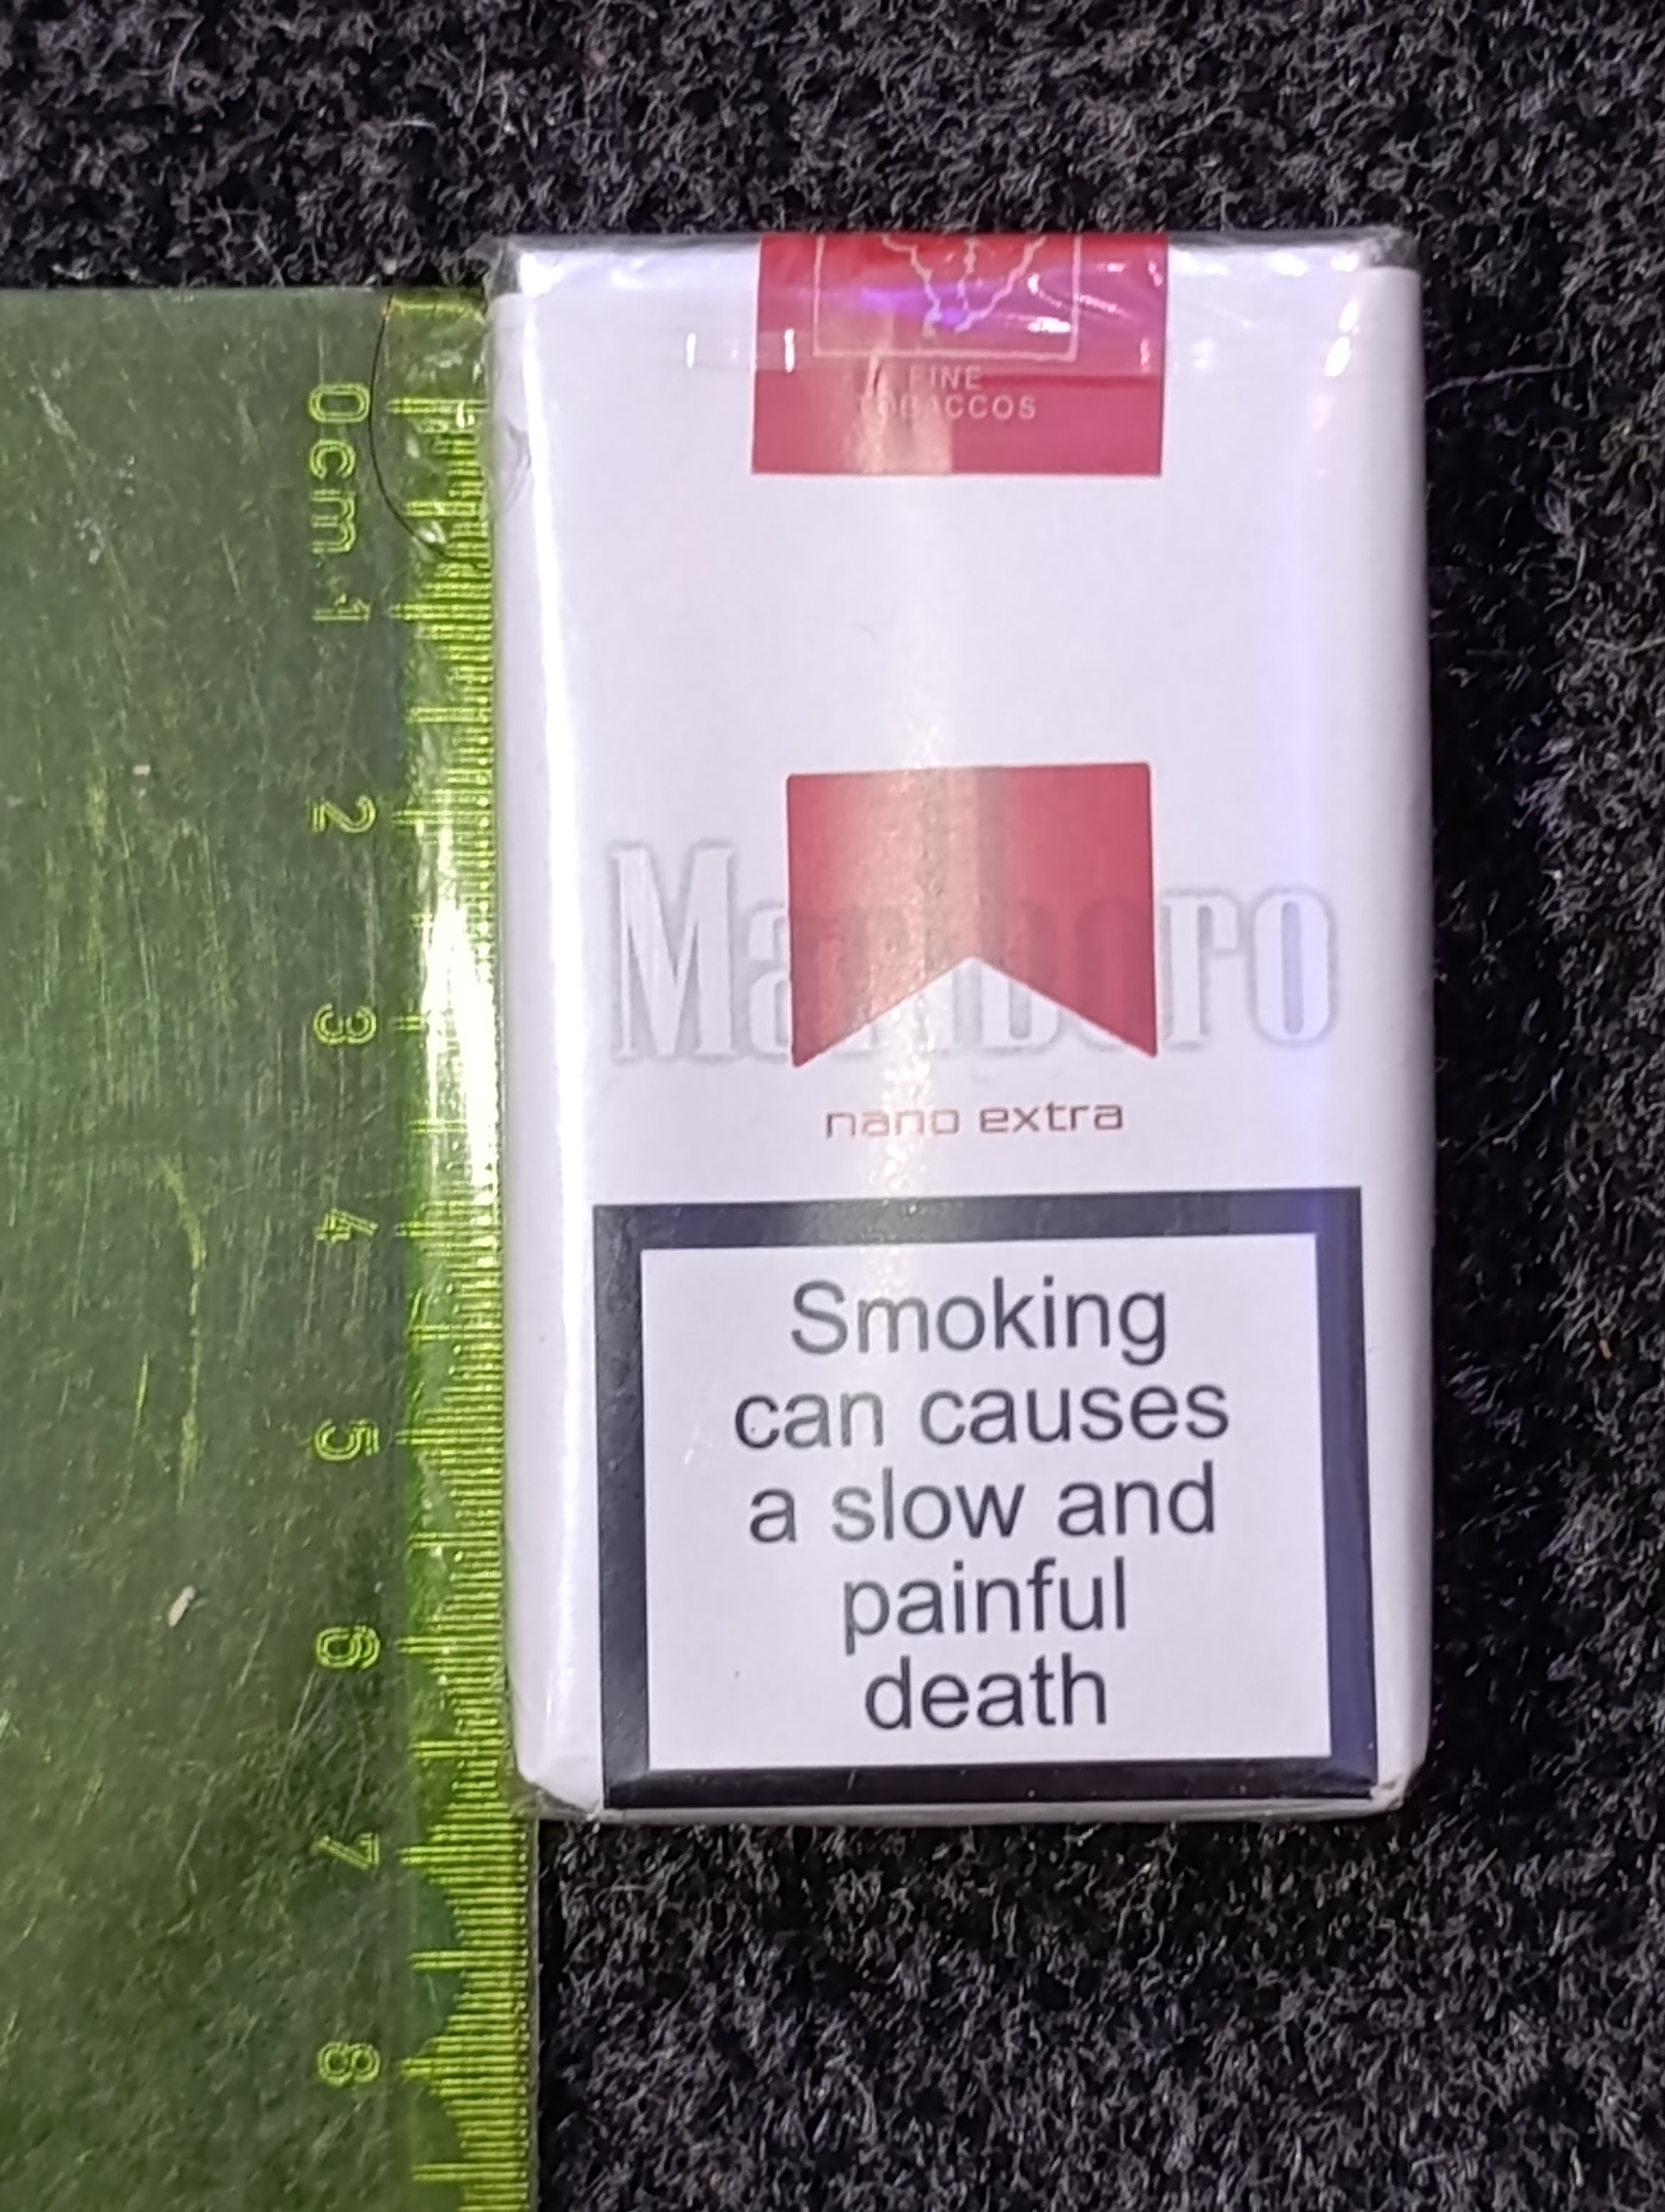 FINE
TOBACCOS
Marlboro
nano extra
Smoking
can causes
a slow and
painful
death
0cm 1 2 3 4 5 6 7 8